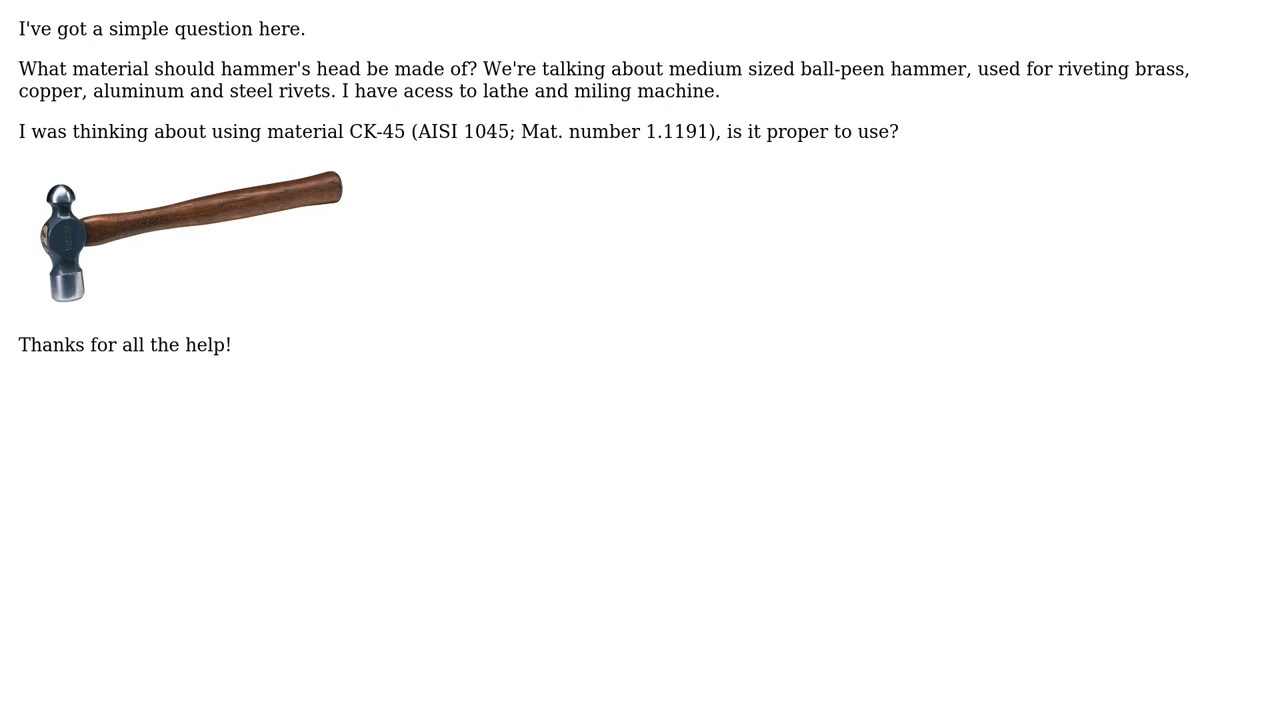 I've got a simple question here.
What material should hammer's head be made of? We're talking about medium sized ball-peen hammer, used for riveting brass,
copper, aluminum and steel rivets. I have acess to lathe and miling machine.
I was thinking about using material CK-45 (AISI 1045; Mat. number 1.1191), is it proper to use?
Thanks for all the help!